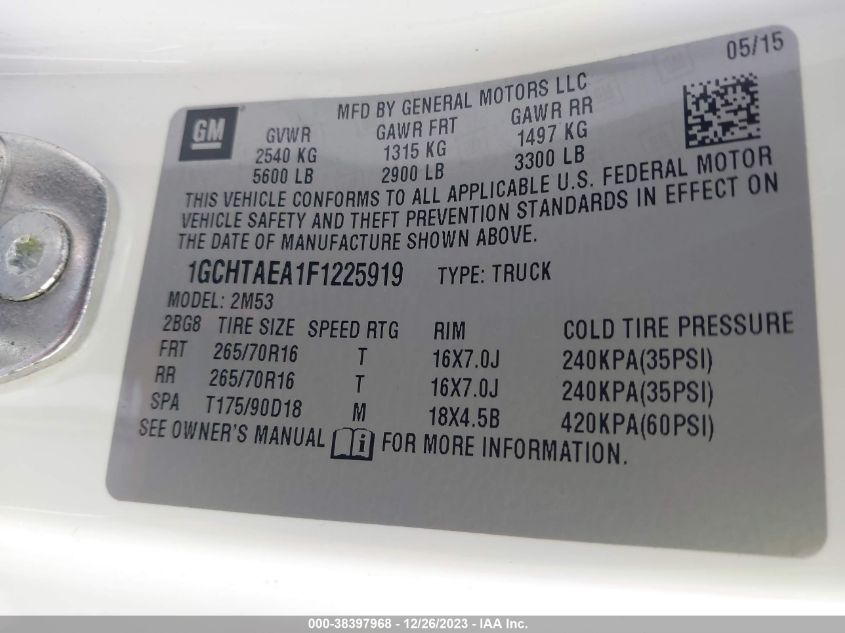 05/15
GM
MFD BY GENERAL MOTORS LLC
GVWR GAWR FRT GAWR RR
2540 KG 1315 KG 1497 KG
5600 LB 2900 LB 3300 LB
THIS VEHICLE CONFORMS TO ALL APPLICABLE U.S. FEDERAL MOTOR
VEHICLE SAFETY AND THEFT PREVENTION STANDARDS IN EFFECT ON
THE DATE OF MANUFACTURE SHOWN ABOVE.
1GCHTAEA1F1225919 TYPE: TRUCK
MODEL: 2M53
2BG8 TIRE SIZE SPEED RTG RIM COLD TIRE PRESSURE
FRT 265/70R16 T 16X7.0J 240KPA(35PSI)
RR 265/70R16 T 16X7.0J 240KPA(35PSI)
SPA T175/90D18 M 18X4.5B 420KPA(60PSI)
SEE OWNER'S MANUAL i FOR MORE INFORMATION.
000-38397968 - 12/26/2023 - IAA Inc.